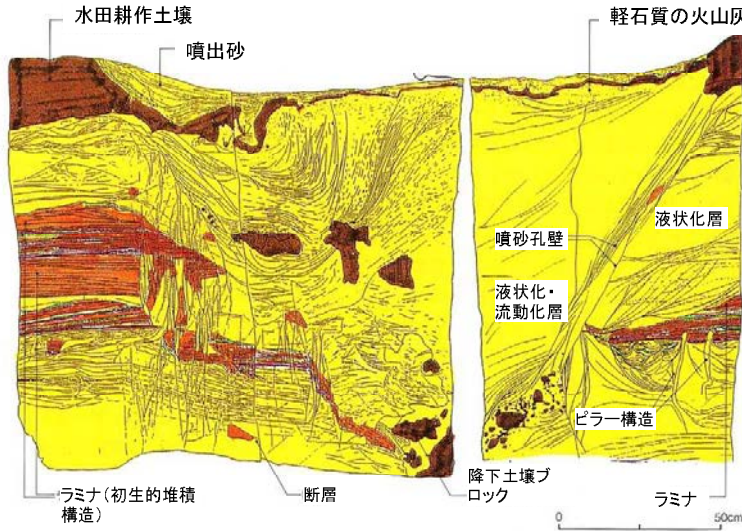 水田耕作土壌
噴出砂
軽石質の火山灰
液状化層
噴砂孔壁
液状化・
流動化層
ピラー構造
ラミナ(初生的堆積
構造)
断層
降下土壌ブ
ロック
ラミナ
0
50cm